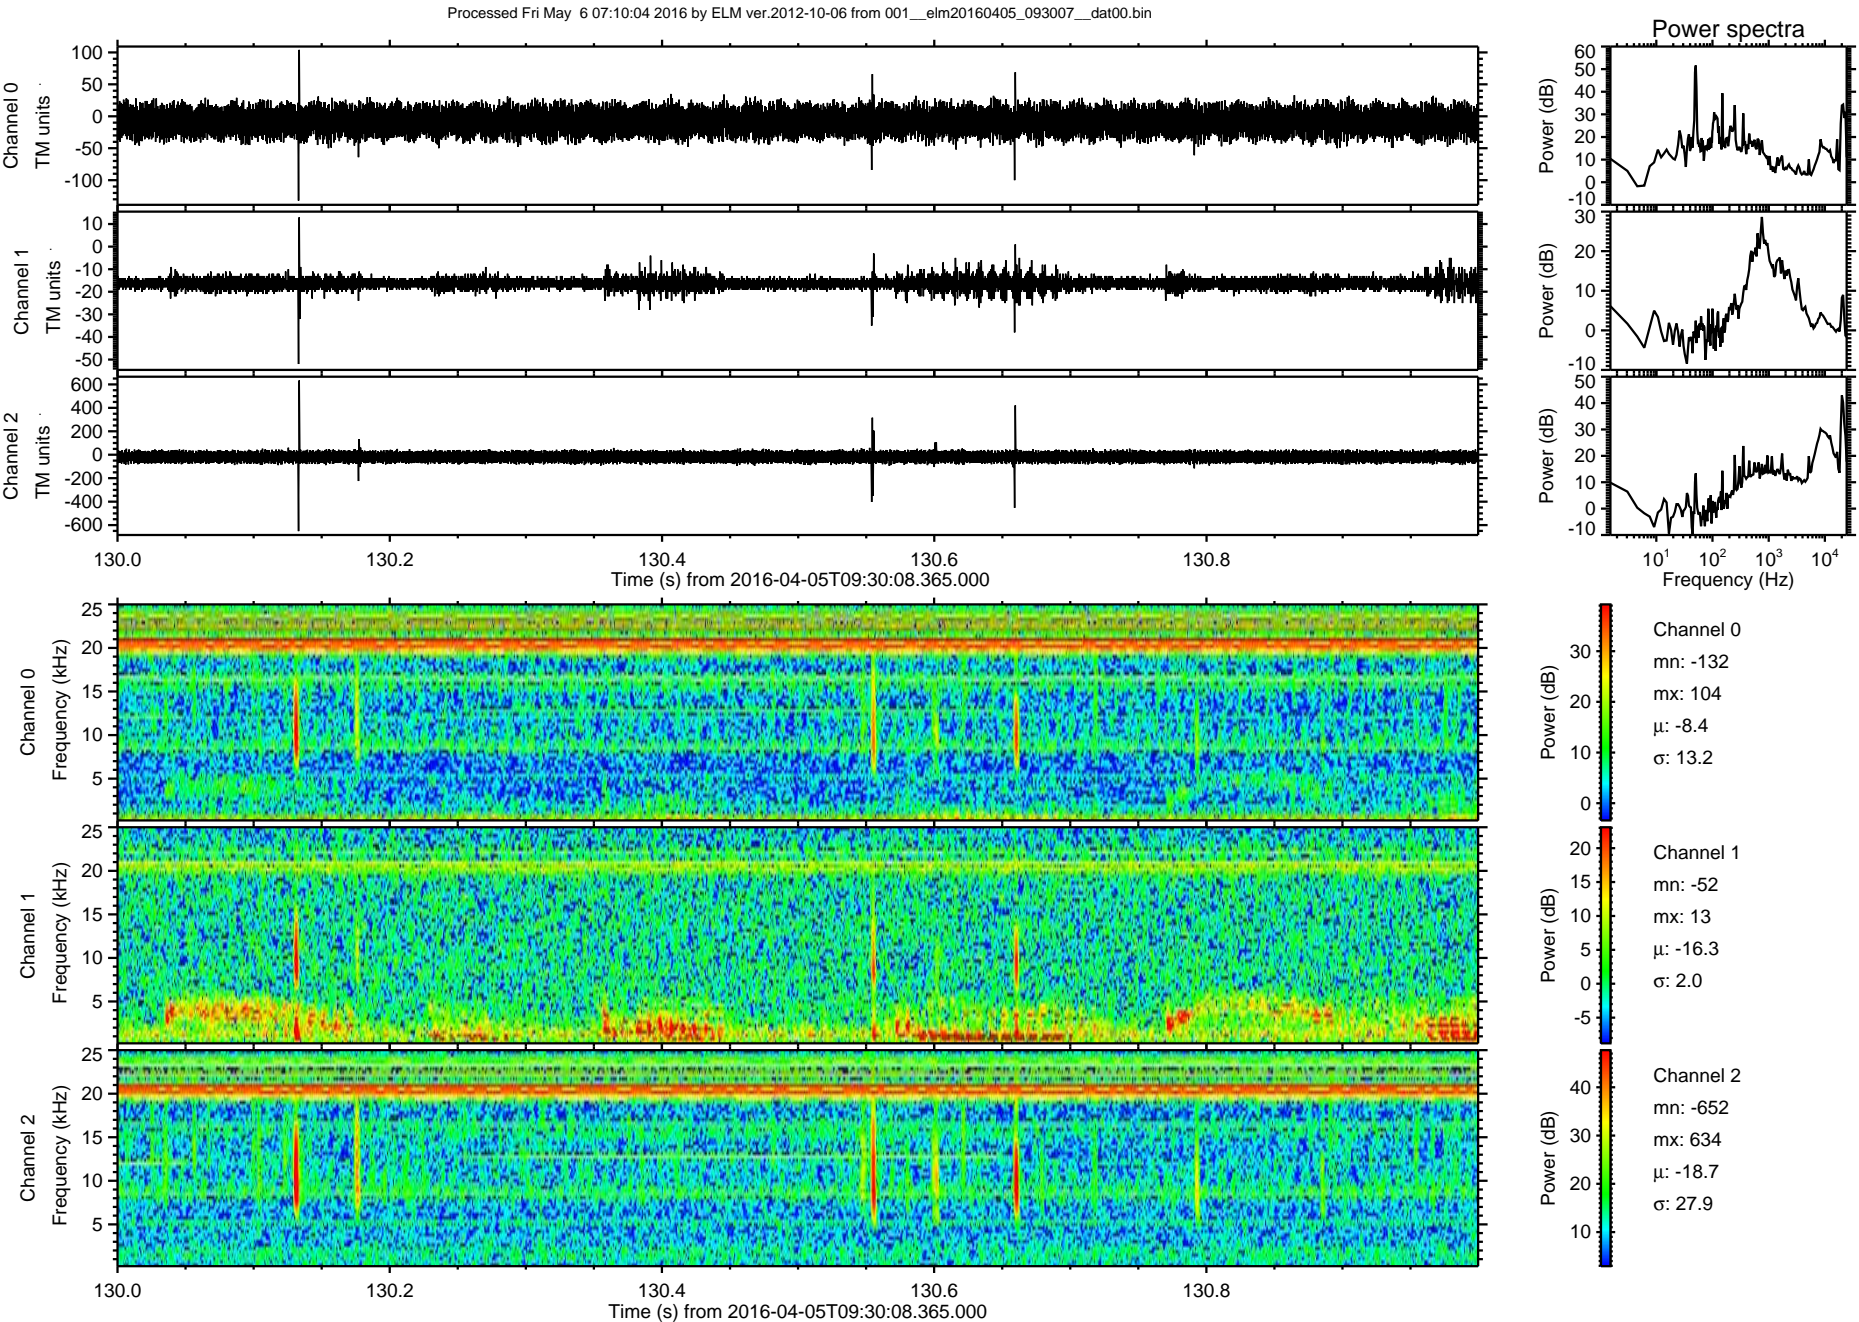 Processed Fri May  6 07:10:04 2016 by ELM ver.2012-10-06 from 001__elm20160405_093007__dat00.bin
Power spectra
Channel 0
TM units
100
50
0
-50
-100
Power (dB)
60
50
40
30
20
10
0
-10
Channel 1
TM units
10
0
-10
-20
-30
-40
-50
Power (dB)
30
20
10
0
-10
Channel 2
TM units
600
400
200
0
-200
-400
-600
Power (dB)
50
40
30
20
10
0
-10
130.0 130.2 130.4 130.6 130.8
Time (s) from 2016-04-05T09:30:08.365.000
10^1 10^2 10^3 10^4
Frequency (Hz)
Channel 0
Frequency (kHz)
25
20
15
10
5
Power (dB)
30
20
10
0
Channel 0
mn: -132
mx: 104
μ: -8.4
σ: 13.2
Channel 1
Frequency (kHz)
25
20
15
10
5
Power (dB)
20
15
10
5
0
-5
Channel 1
mn: -52
mx: 13
μ: -16.3
σ: 2.0
Channel 2
Frequency (kHz)
25
20
15
10
5
Power (dB)
40
30
20
10
Channel 2
mn: -652
mx: 634
μ: -18.7
σ: 27.9
130.0 130.2 130.4 130.6 130.8
Time (s) from 2016-04-05T09:30:08.365.000